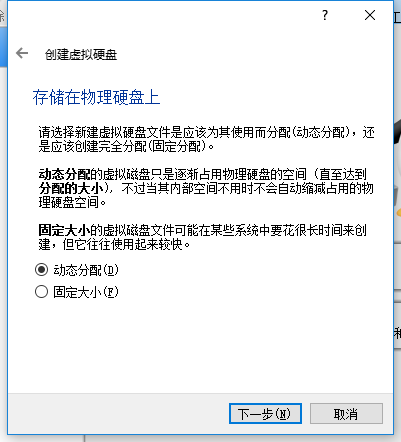 ?
创建虚拟硬盘
存储在物理硬盘上
请选择新建虚拟硬盘文件是应该为其使用而分配(动态分配)，还
是应该创建完全分配(固定分配)。
动态分配的虚拟磁盘只是逐渐占用物理硬盘的空间（直至达到
分配的大小），不过当其内部空间不用时不会自动缩减占用的物
理硬盘空间。
固定大小的虚拟磁盘文件可能在某些系统中要花很长时间来创
建，但它往往使用起来较快。
动态分配(D)
固定大小(F)
和
下一步(N)
取消